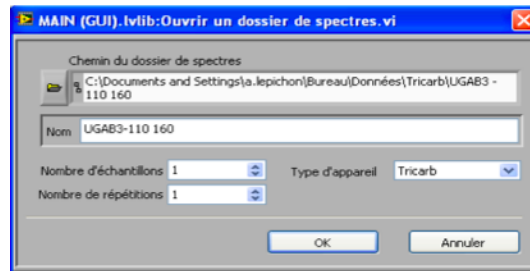 MAIN (GUI).lvlib:Ouvrir un dossier de spectres.vi
Chemin du dossier de spectres
C:\Documents and Settings\a.lepichon\Bureau\Données\Tricarb\UGAB3 -
110 160
Nom UGAB3-110 160
Nombre d'échantillons 1 Type d'appareil Tricarb
Nombre de répétitions 1
OK Annuler